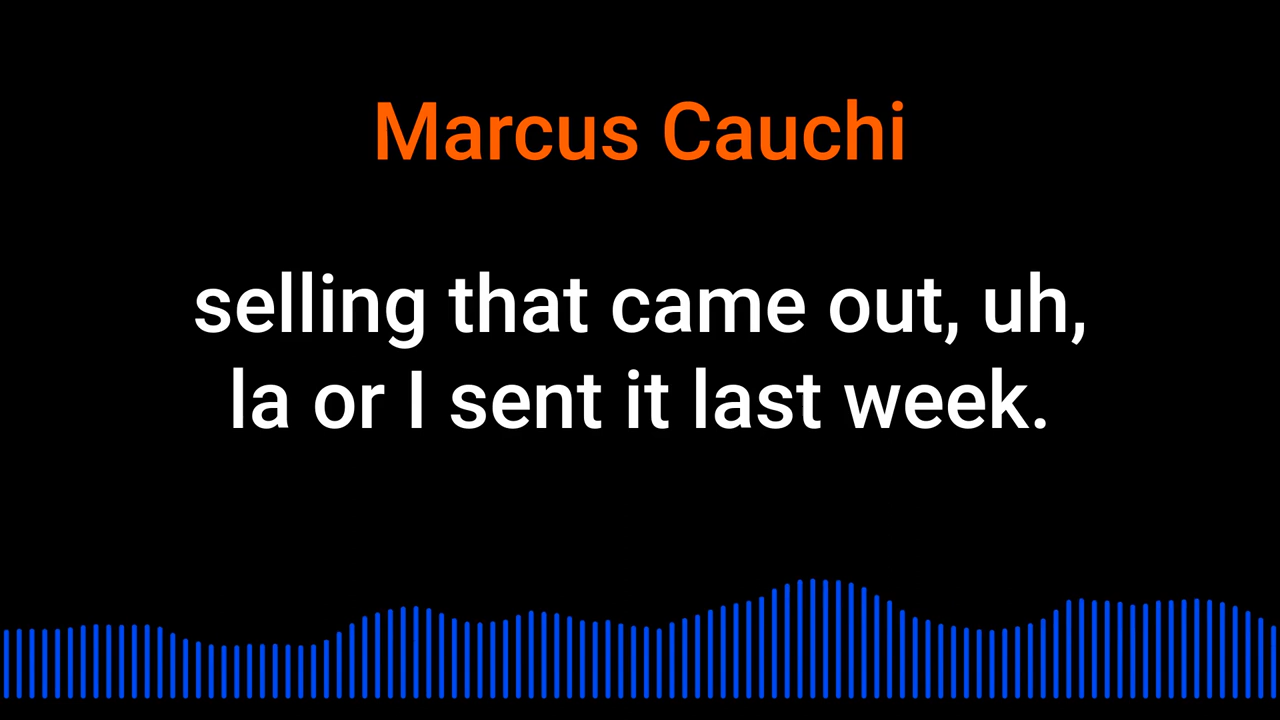 Marcus Cauchi
selling that came out, uh,
la or I sent it last week.